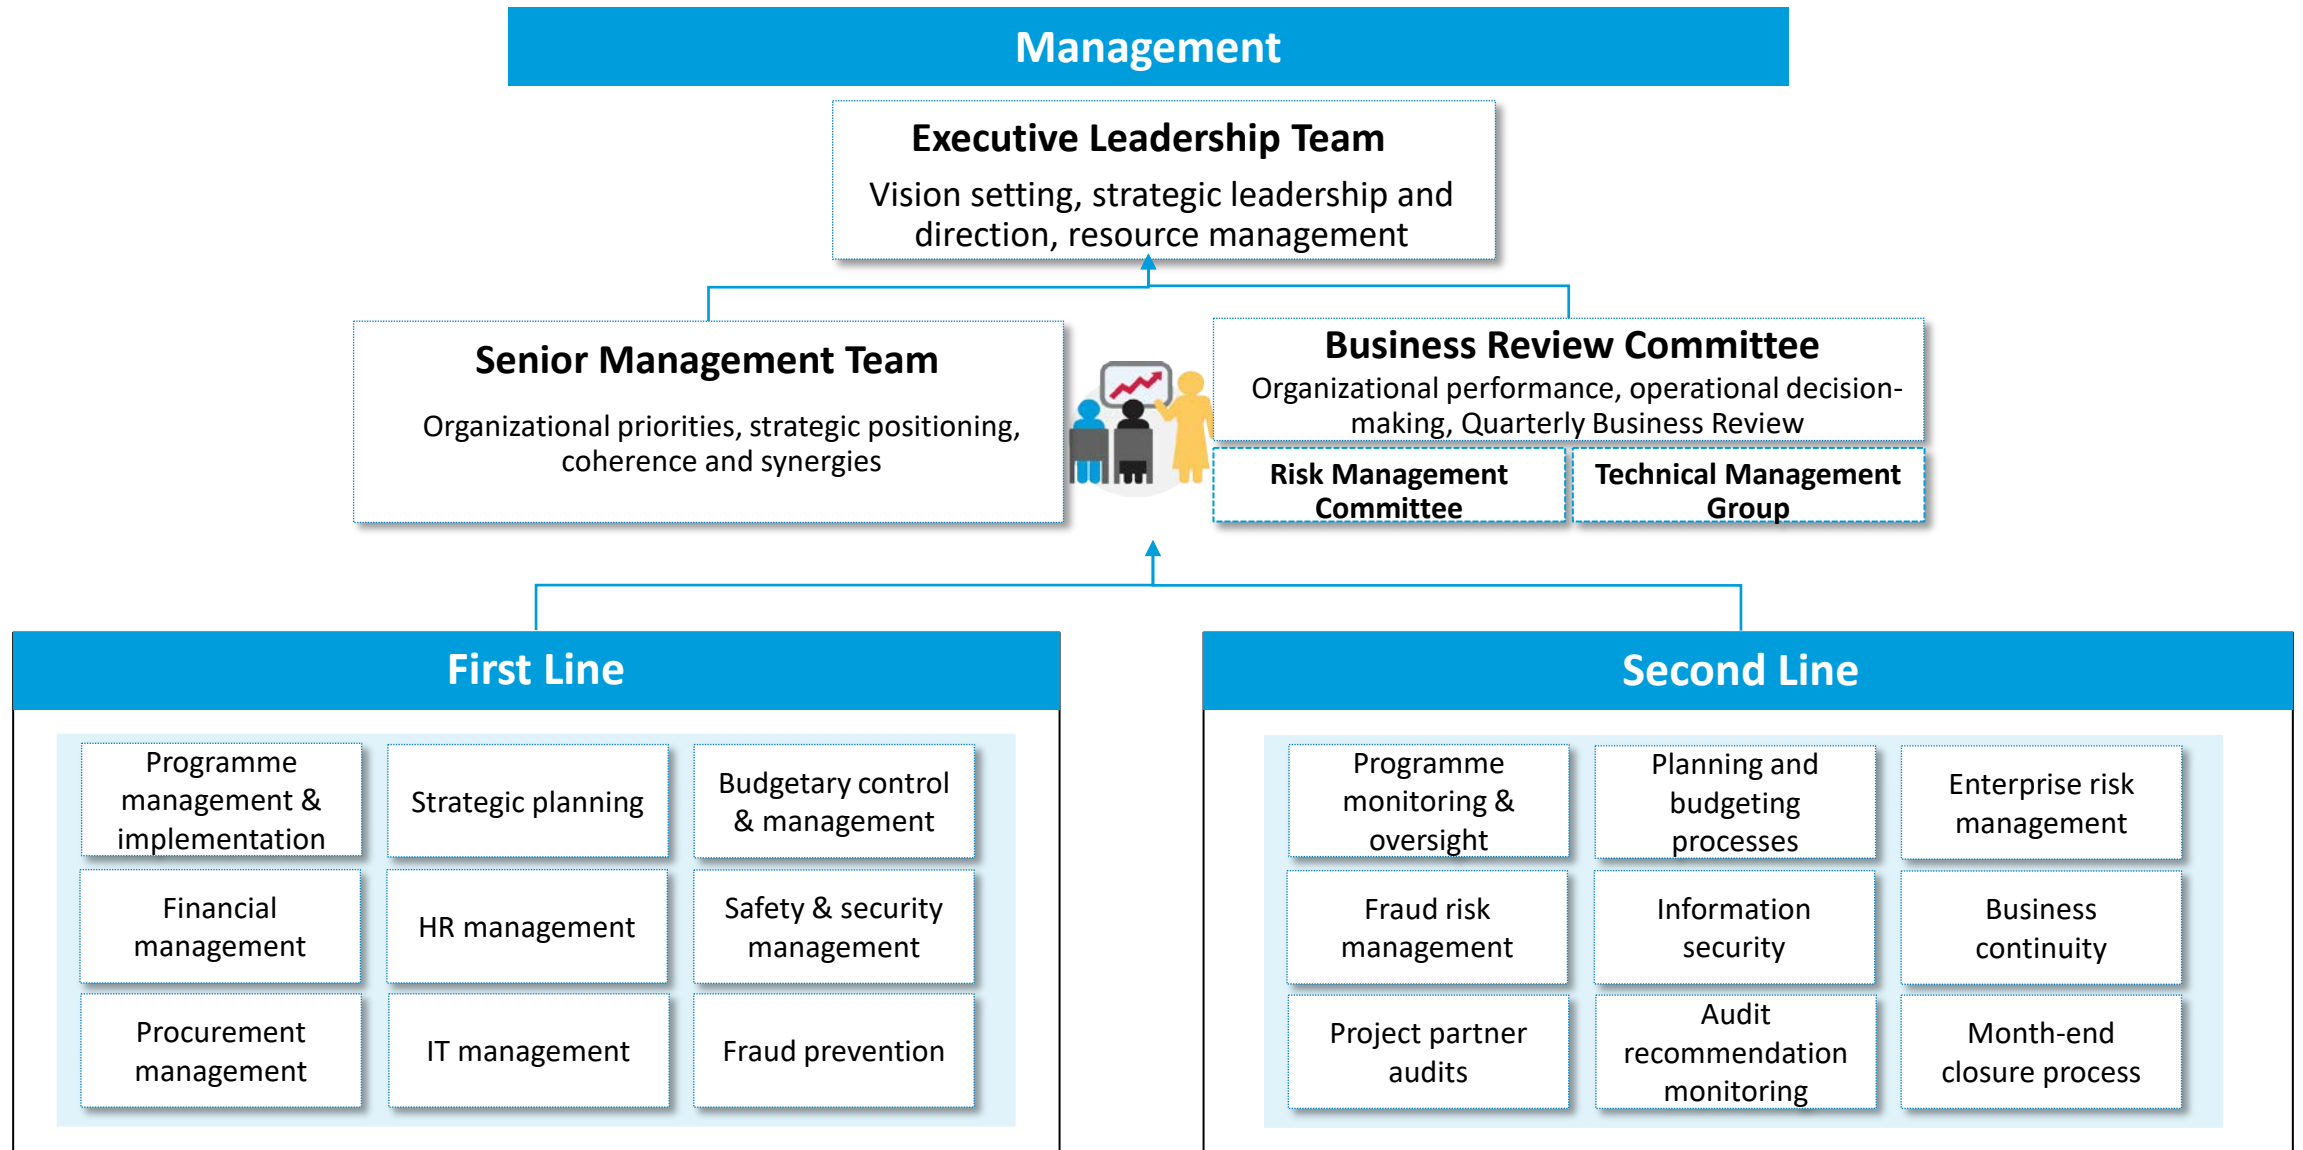 Management
Executive Leadership Team
Vision setting, strategic leadership and
direction, resource management
Senior Management Team
Organizational priorities, strategic positioning,
coherence and synergies
Business Review Committee
Organizational performance, operational decision-
making, Quarterly Business Review
Risk Management
Committee
Technical Management
Group
First Line
Programme
management &
implementation
Strategic planning
Budgetary control
& management
Financial
management
HR management
Safety & security
management
Procurement
management
IT management
Fraud prevention
Second Line
Programme
monitoring &
oversight
Planning and
budgeting
processes
Enterprise risk
management
Fraud risk
management
Information
security
Business
continuity
Project partner
audits
Audit
recommendation
monitoring
Month-end
closure process